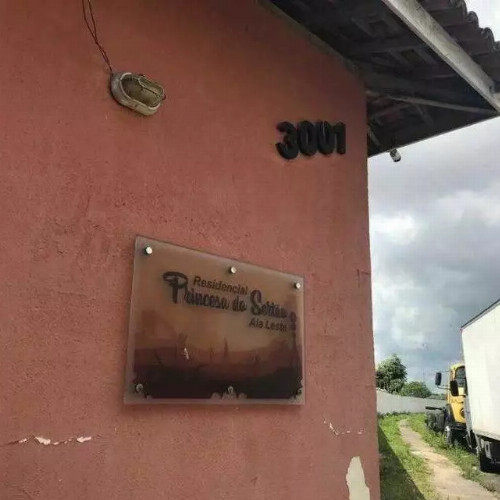 3001
Residencial
Princesa do Sertão
Ala Leste